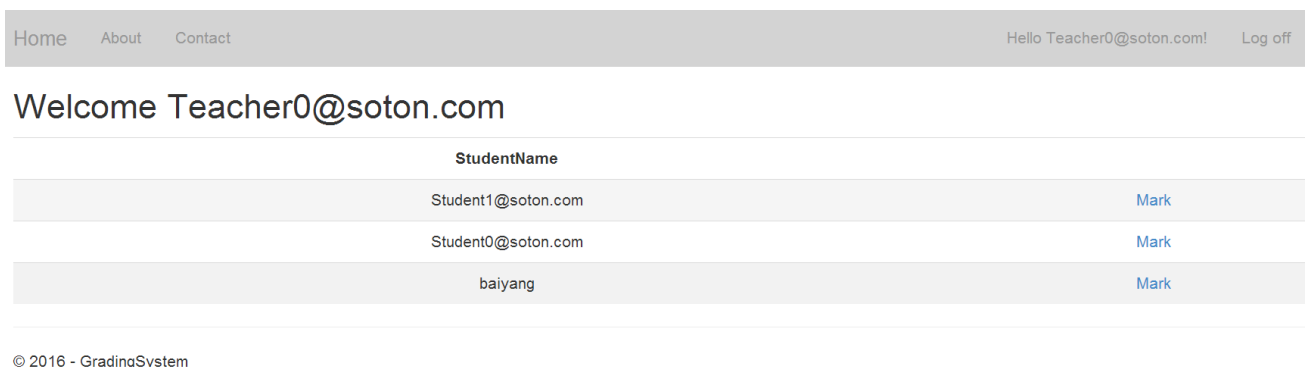 Home About Contact Hello Teacher0@soton.com! Log off
Welcome Teacher0@soton.com
StudentName
Student1@soton.com Mark
Student0@soton.com Mark
baiyang Mark
© 2016 - GradingSystem